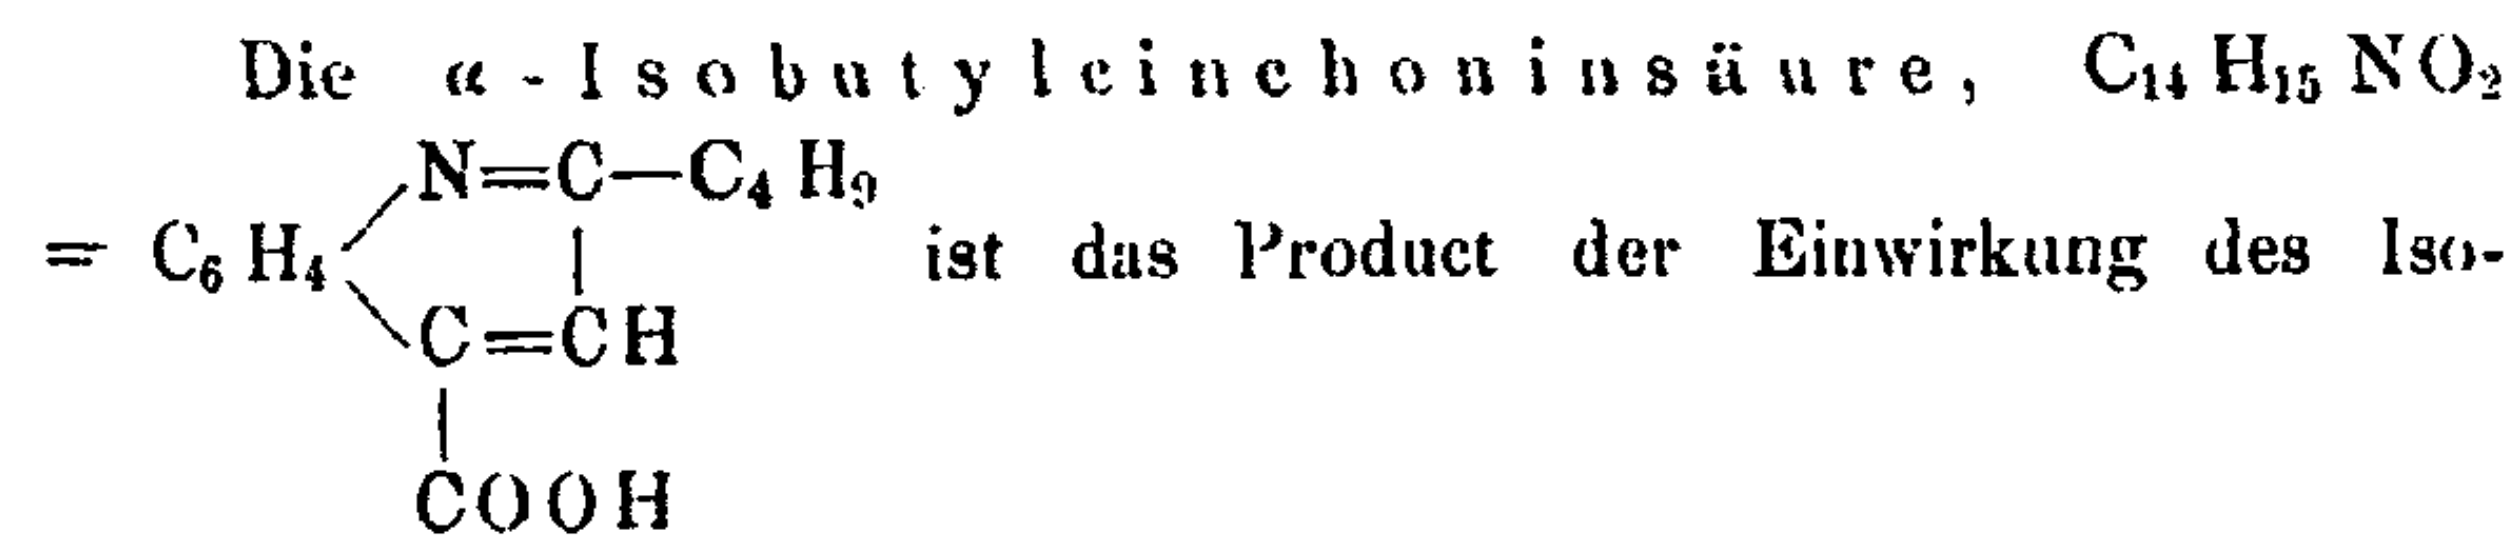 Die α-Isobutylcinchoninsäure, C₁₄H₁₅NO₂
N=C—C₄H₉
= C₆H₄ ist das Product der Einwirkung des Iso-
C=CH
COOH